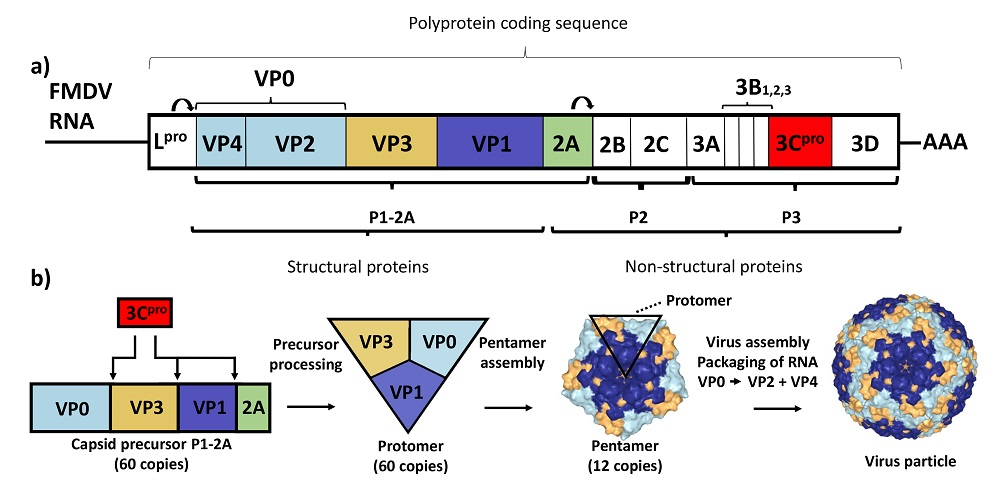 Polyprotein coding sequence
a)
FMDV
RNA
VP0
3B1,2,3
Lpro VP4 VP2 VP3 VP1 2A 2B 2C 3A 3Cpro 3D AAA
P1-2A P2 P3
Structural proteins Non-structural proteins
b)
3Cpro
VP0 VP3 VP1 2A
Capsid precursor P1-2A
(60 copies)
Precursor
processing
VP3 VP0
VP1
Protomer
(60 copies)
Pentamer
assembly
Protomer
Pentamer
(12 copies)
Virus assembly
Packaging of RNA
VP0 → VP2 + VP4
Virus particle